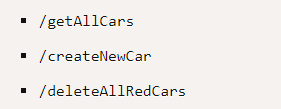 ▪ /getAllCars
▪ /createNewCar
▪ /deleteAllRedCars